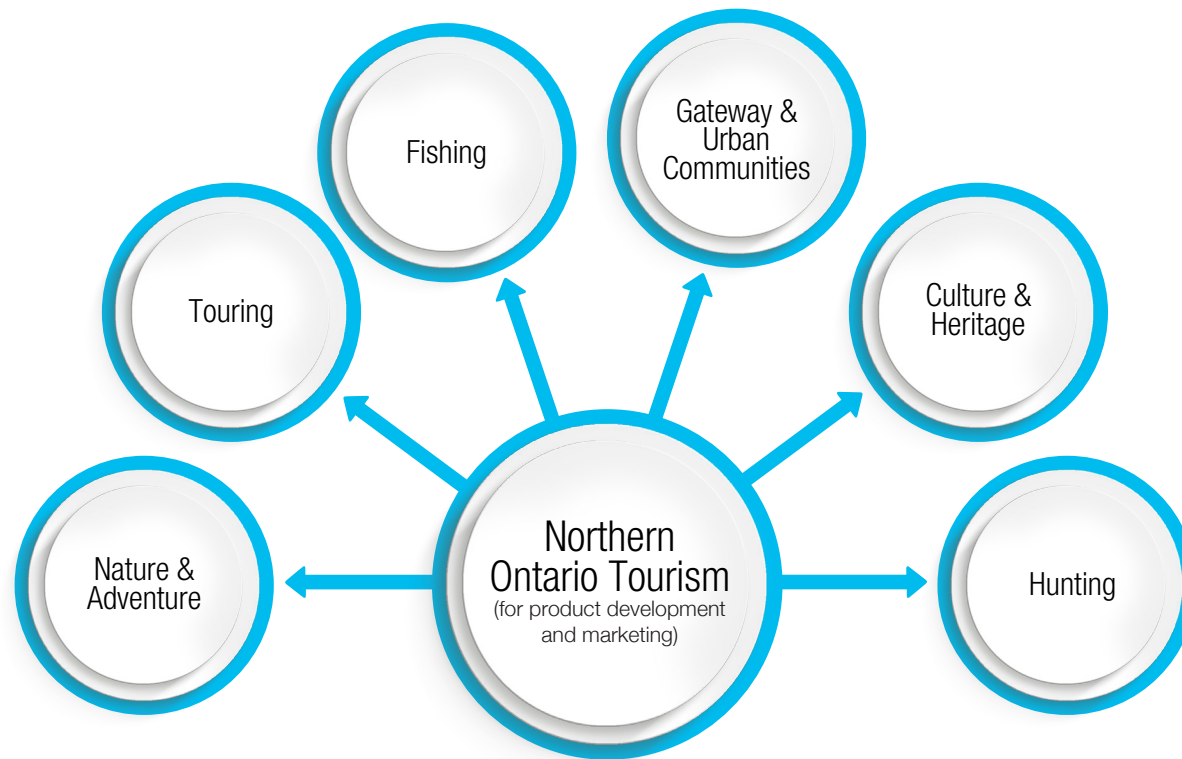 Fishing
Gateway &
Urban
Communities
Touring
Culture &
Heritage
Nature &
Adventure
Northern
Ontario Tourism
(for product development
and marketing)
Hunting